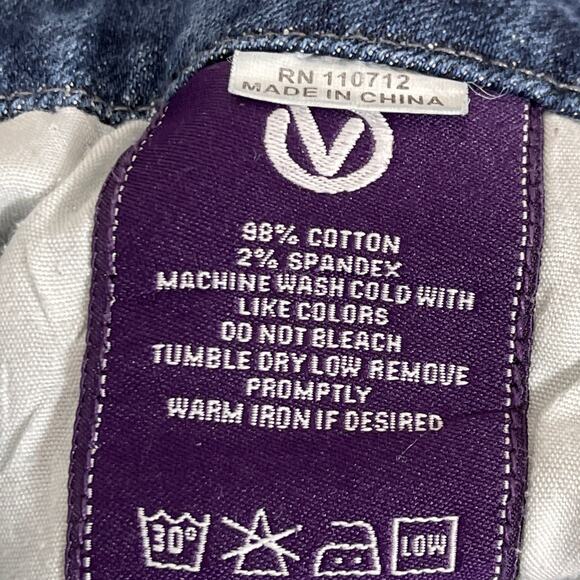 RN 110712
MADE IN CHINA
V
98% COTTON
2% SPANDEX
MACHINE WASH COLD WITH
LIKE COLORS
DO NOT BLEACH
TUMBLE DRY LOW REMOVE
PROMPTLY
WARM IRON IF DESIRED
30° LOW